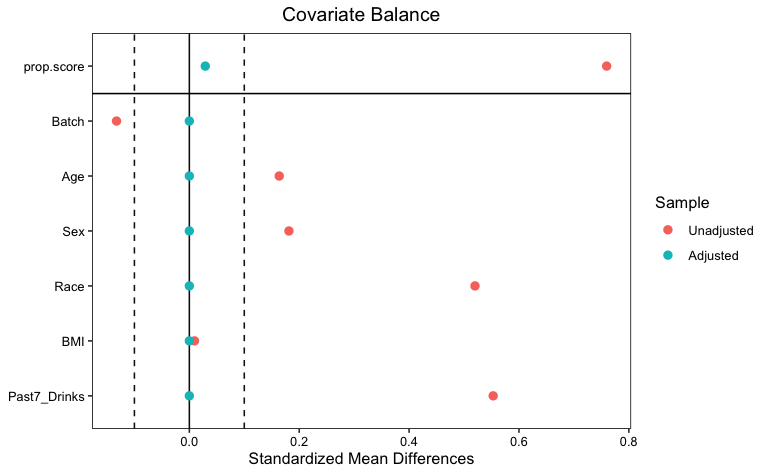 Covariate Balance
prop.score
Batch
Age
Sex
Race
BMI
Past7_Drinks
0.0 0.2 0.4 0.6 0.8
Standardized Mean Differences
Sample
Unadjusted
Adjusted